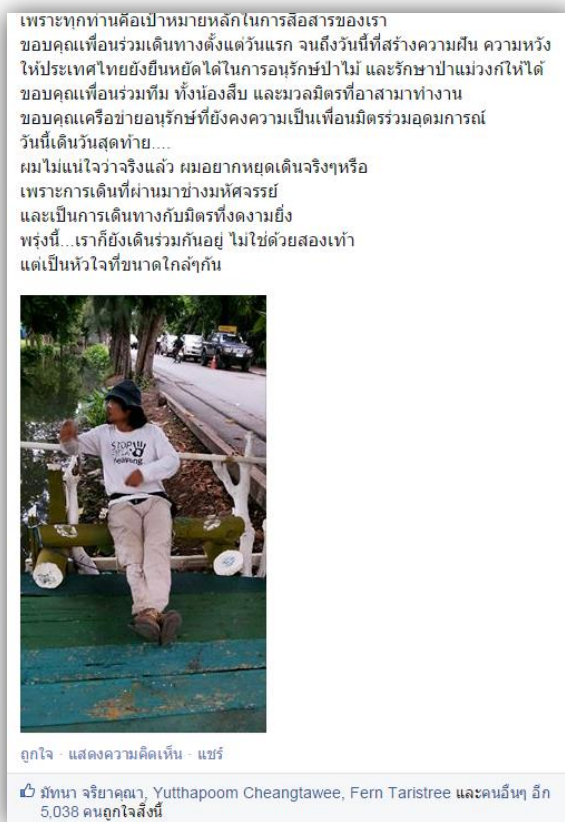 เพราะทุกท่านคือเป้าหมายหลักในการสื่อสารของเรา
ขอบคุณเพื่อนร่วมเดินทางตั้งแต่วันแรก จนถึงวันนี้ที่สร้างความฝัน ความหวัง
ให้ประเทศไทยยังยืนหยัดได้ในการอนุรักษ์ป่าไม้ และรักษาป่าแม่วงก์ให้ได้
ขอบคุณเพื่อนร่วมทีม ทั้งน้องสืบ และมวลมิตรที่อาสามาทำงาน
ขอบคุณเครือข่ายอนุรักษ์ที่ยังคงความเป็นเพื่อนมิตรร่วมอุดมการณ์
วันนี้เดินวันสุดท้าย....
ผมไม่แน่ใจว่าจริงแล้ว ผมอยากหยุดเดินจริงๆหรือ
เพราะการเดินที่ผ่านมาช่างมหัศจรรย์
และเป็นการเดินทางกับมิตรที่งดงามยิ่ง
พรุ่งนี้...เราก็ยังเดินร่วมกันอยู่ ไม่ใช่ด้วยสองเท้า
แต่เป็นหัวใจที่ขนาดใกล้ๆกัน
STOP
ถูกใจ · แสดงความคิดเห็น · แชร์
มัทนา จริยาคุณา, Yutthapoom Cheangtawee, Fern Taristree และคนอื่นๆ อีก
5,038 คนถูกใจสิ่งนี้